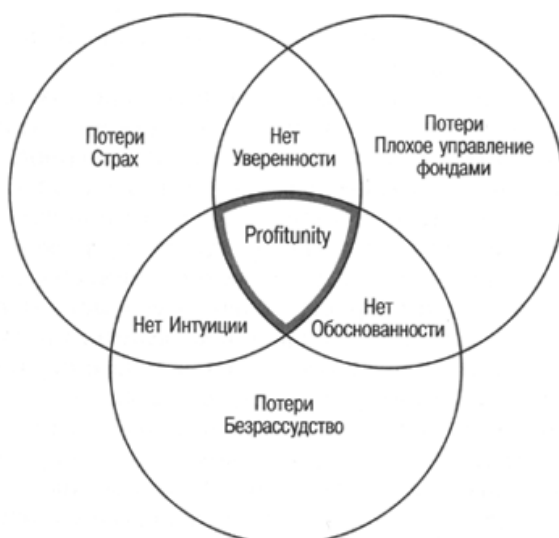 Потери
Страх
Нет
Уверенности
Потери
Плохое управление
фондами
Profitunity
Нет Интуиции
Нет
Обоснованности
Потери
Безрассудство